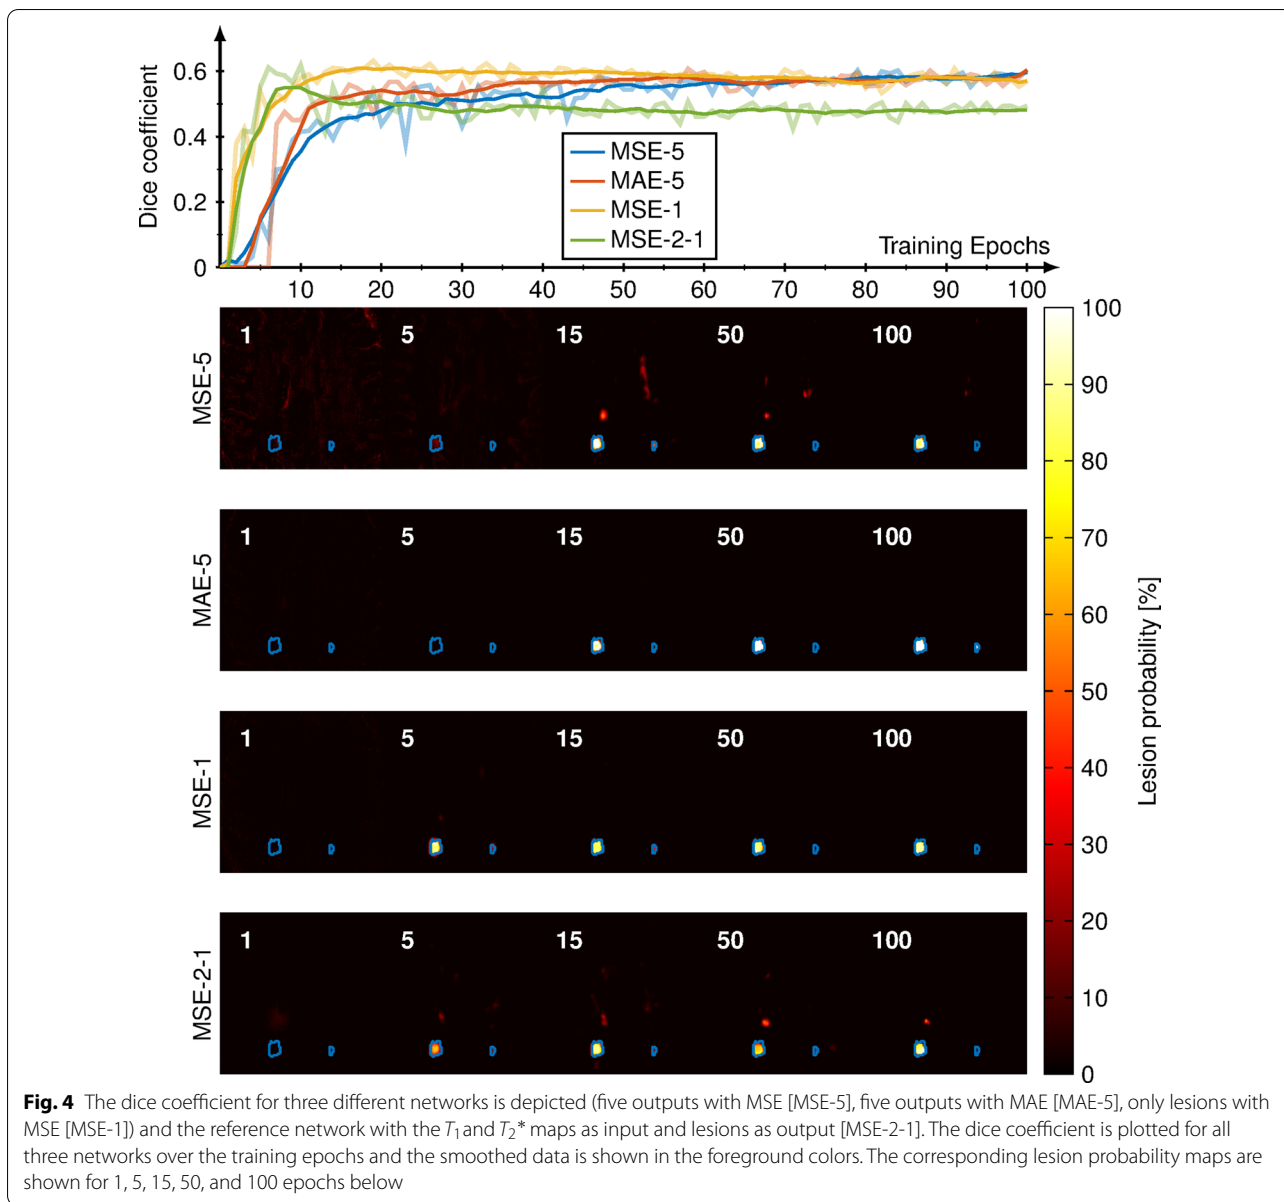 Dice coefficient
0.6
0.4
0.2
0
MSE-5
MAE-5
MSE-1
MSE-2-1
Training Epochs
10 20 30 40 50 60 70 80 90 100
MSE-5
1 5 15 50 100
MAE-5
1 5 15 50 100
MSE-1
1 5 15 50 100
MSE-2-1
1 5 15 50 100
100
90
80
70
60
50
40
30
20
10
0
Lesion probability [%]
Fig. 4 The dice coefficient for three different networks is depicted (five outputs with MSE [MSE-5], five outputs with MAE [MAE-5], only lesions with
MSE [MSE-1]) and the reference network with the T1 and T2* maps as input and lesions as output [MSE-2-1]. The dice coefficient is plotted for all
three networks over the training epochs and the smoothed data is shown in the foreground colors. The corresponding lesion probability maps are
shown for 1, 5, 15, 50, and 100 epochs below